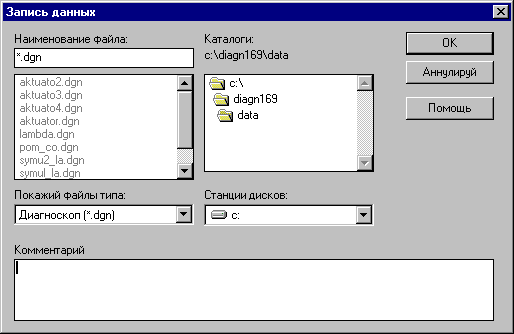 Запись данных
Наименование файла:
*.dgn
aktuato2.dgn
aktuato3.dgn
aktuato4.dgn
aktuator.dgn
lambda.dgn
pom_co.dgn
symu2_la.dgn
symul_la.dgn
Каталоги:
c:\diagn169\data
c:\
diagn169
data
OK
Аннулируй
Помощь
Покажий файлы типа:
Диагноскоп (*.dgn)
Станции дисков:
c:
Комментарий